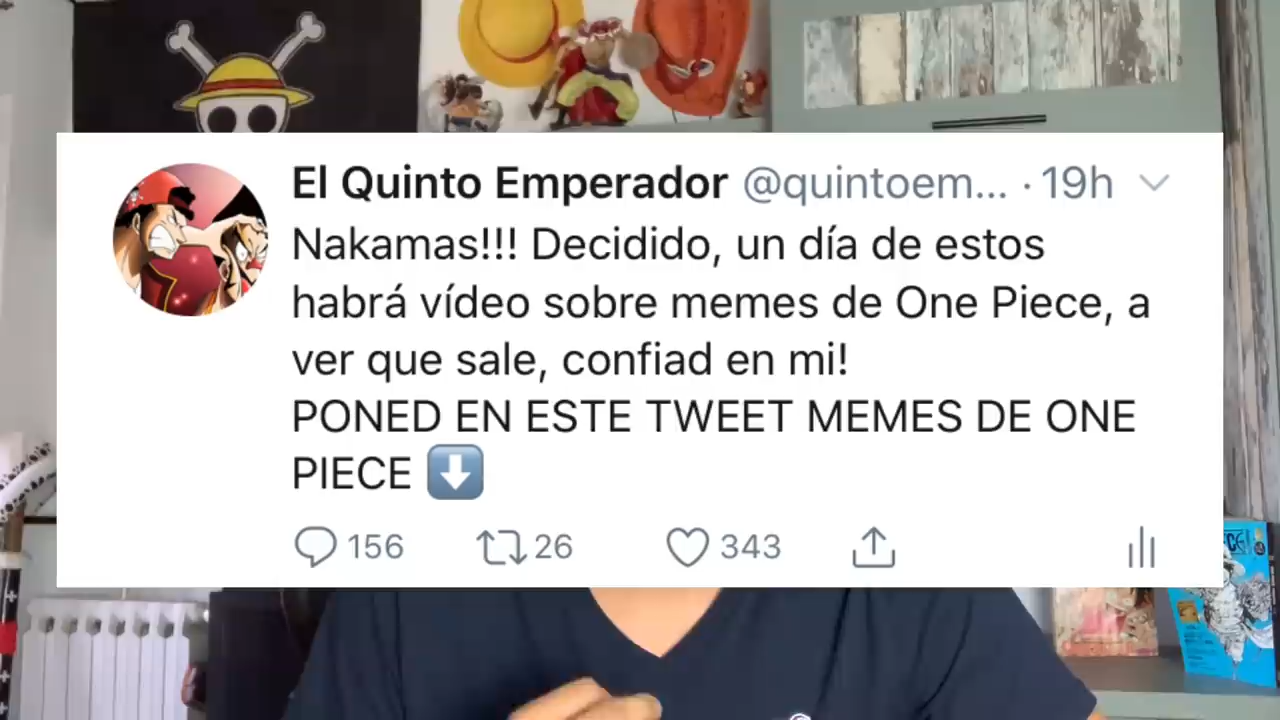 El Quinto Emperador @quintoem... · 19h
Nakamas!!! Decidido, un día de estos
habrá vídeo sobre memes de One Piece, a
ver que sale, confiad en mi!
PONED EN ESTE TWEET MEMES DE ONE
PIECE ⬇️
156 26 343